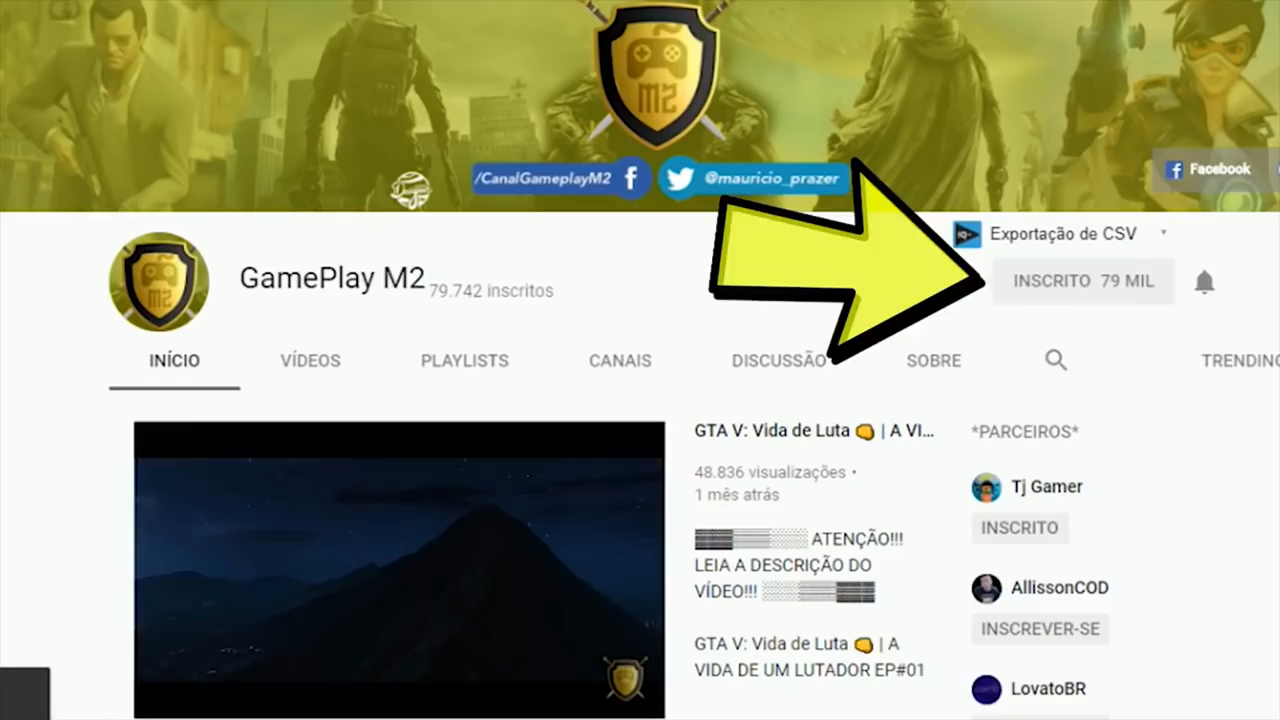 M2
/CanalGameplayM2
@mauricio_prazer
Facebook
Exportação de CSV
GamePlay M2
79.742 inscritos
INSCRITO 79 MIL
M2
INÍCIO
VÍDEOS
PLAYLISTS
CANAIS
DISCUSSÃO
SOBRE
GTA V: Vida de Luta 👊 | A VI...
48.836 visualizações •
1 mês atrás
ATENÇÃO!!!
LEIA A DESCRIÇÃO DO
VÍDEO!!!
GTA V: Vida de Luta 👊 | A
VIDA DE UM LUTADOR EP#01
*PARCEIROS*
Tj Gamer
INSCRITO
AllissonCOD
INSCREVER-SE
LovatoBR